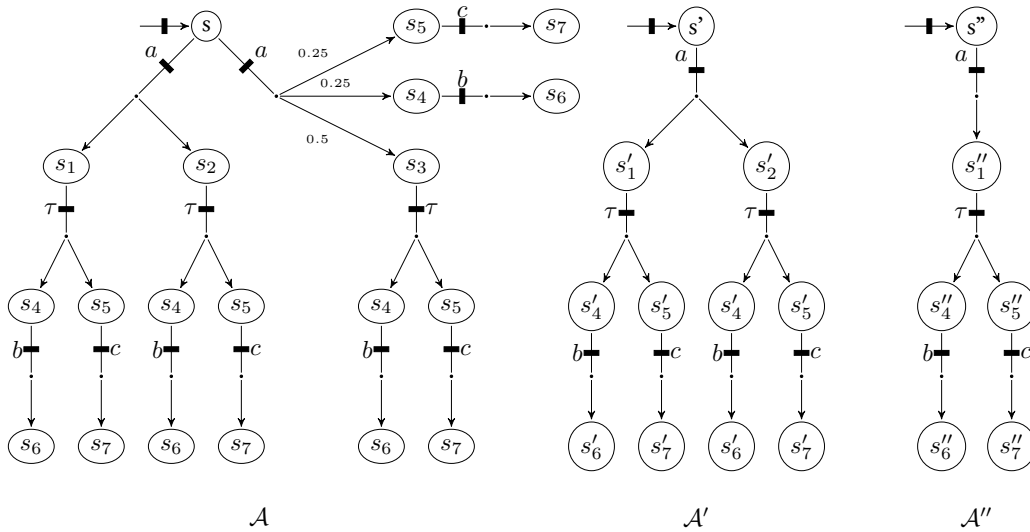 s s₅ c s₇ s' s''
a a a a
0.25
0.25 s₄ b s₆
0.5
s₁ s₂ s₃ s′₁ s′₂ s″₁
τ τ τ τ τ τ
s₄ s₅ s₄ s₅ s₄ s₅ s′₄ s′₅ s′₄ s′₅ s″₄ s″₅
b c b c b c b c b c b c
s₆ s₇ s₆ s₇ s₆ s₇ s′₆ s′₇ s′₆ s′₇ s″₆ s″₇
𝒜 𝒜′ 𝒜″